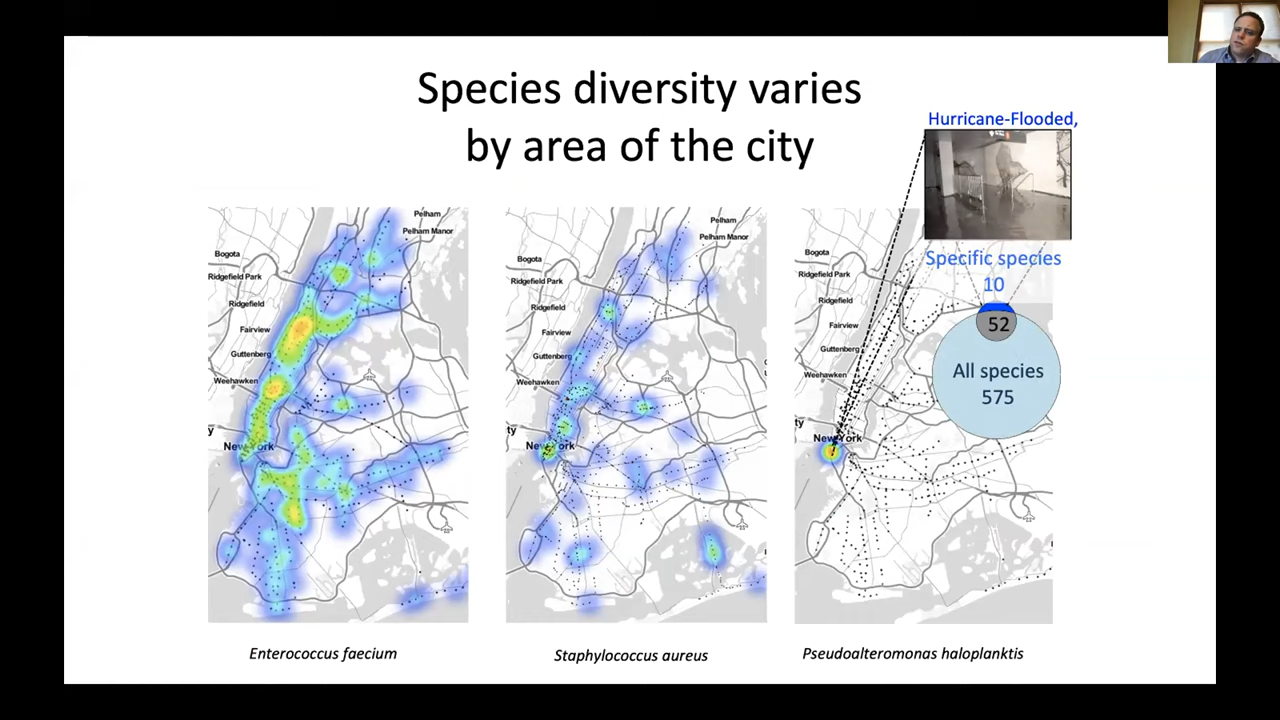 Species diversity varies
by area of the city
Hurricane-Flooded,
Specific species
10
52
All species
575
Pelham
Pelham Manor
Bogota
Ridgefield Park
Ridgefield
Fairview
Guttenberg
Weehawken
y
New York
Enterococcus faecium
Pelham
Pelham Manor
Bogota
Ridgefield Park
Ridgefield
Fairview
Guttenberg
Weehawken
ty
New York
Staphylococcus aureus
Bogota
Ridgefield Park
Ridgefield
Fairview
Guttenberg
Weehawken
ty
New York
Pseudoalteromonas haloplanktis